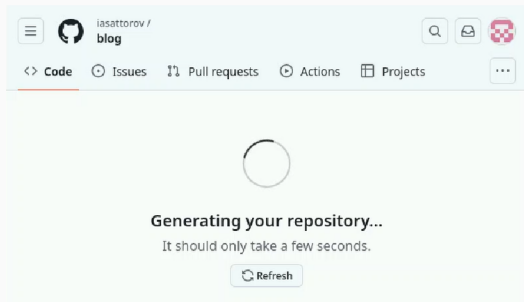 iasattorov /
blog
Code Issues Pull requests Actions Projects
Generating your repository...
It should only take a few seconds.
Refresh